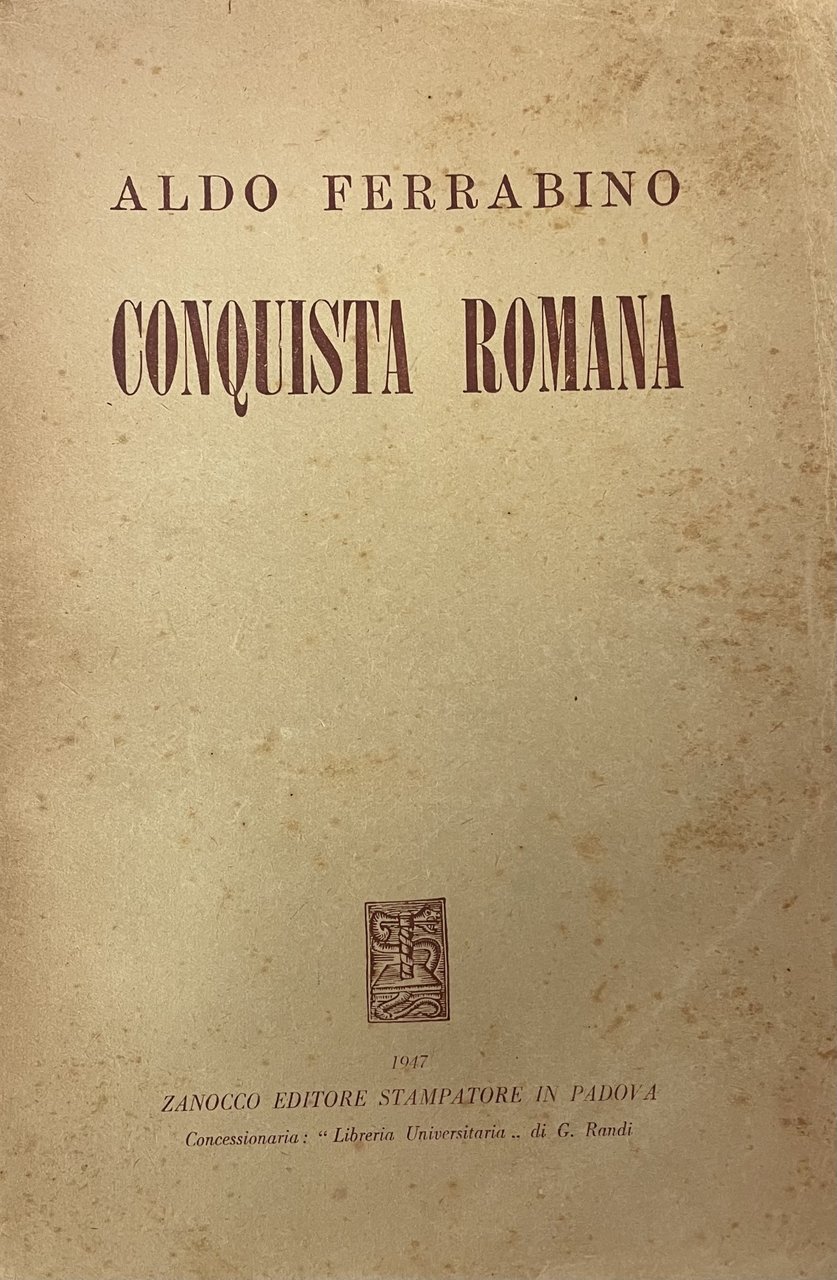 ALDO FERRABINO
CONQUISTA ROMANA
1947
ZANOCCO EDITORE STAMPATORE IN PADOVA
Concessionaria: “ Libreria Universitaria „ di G. Randi